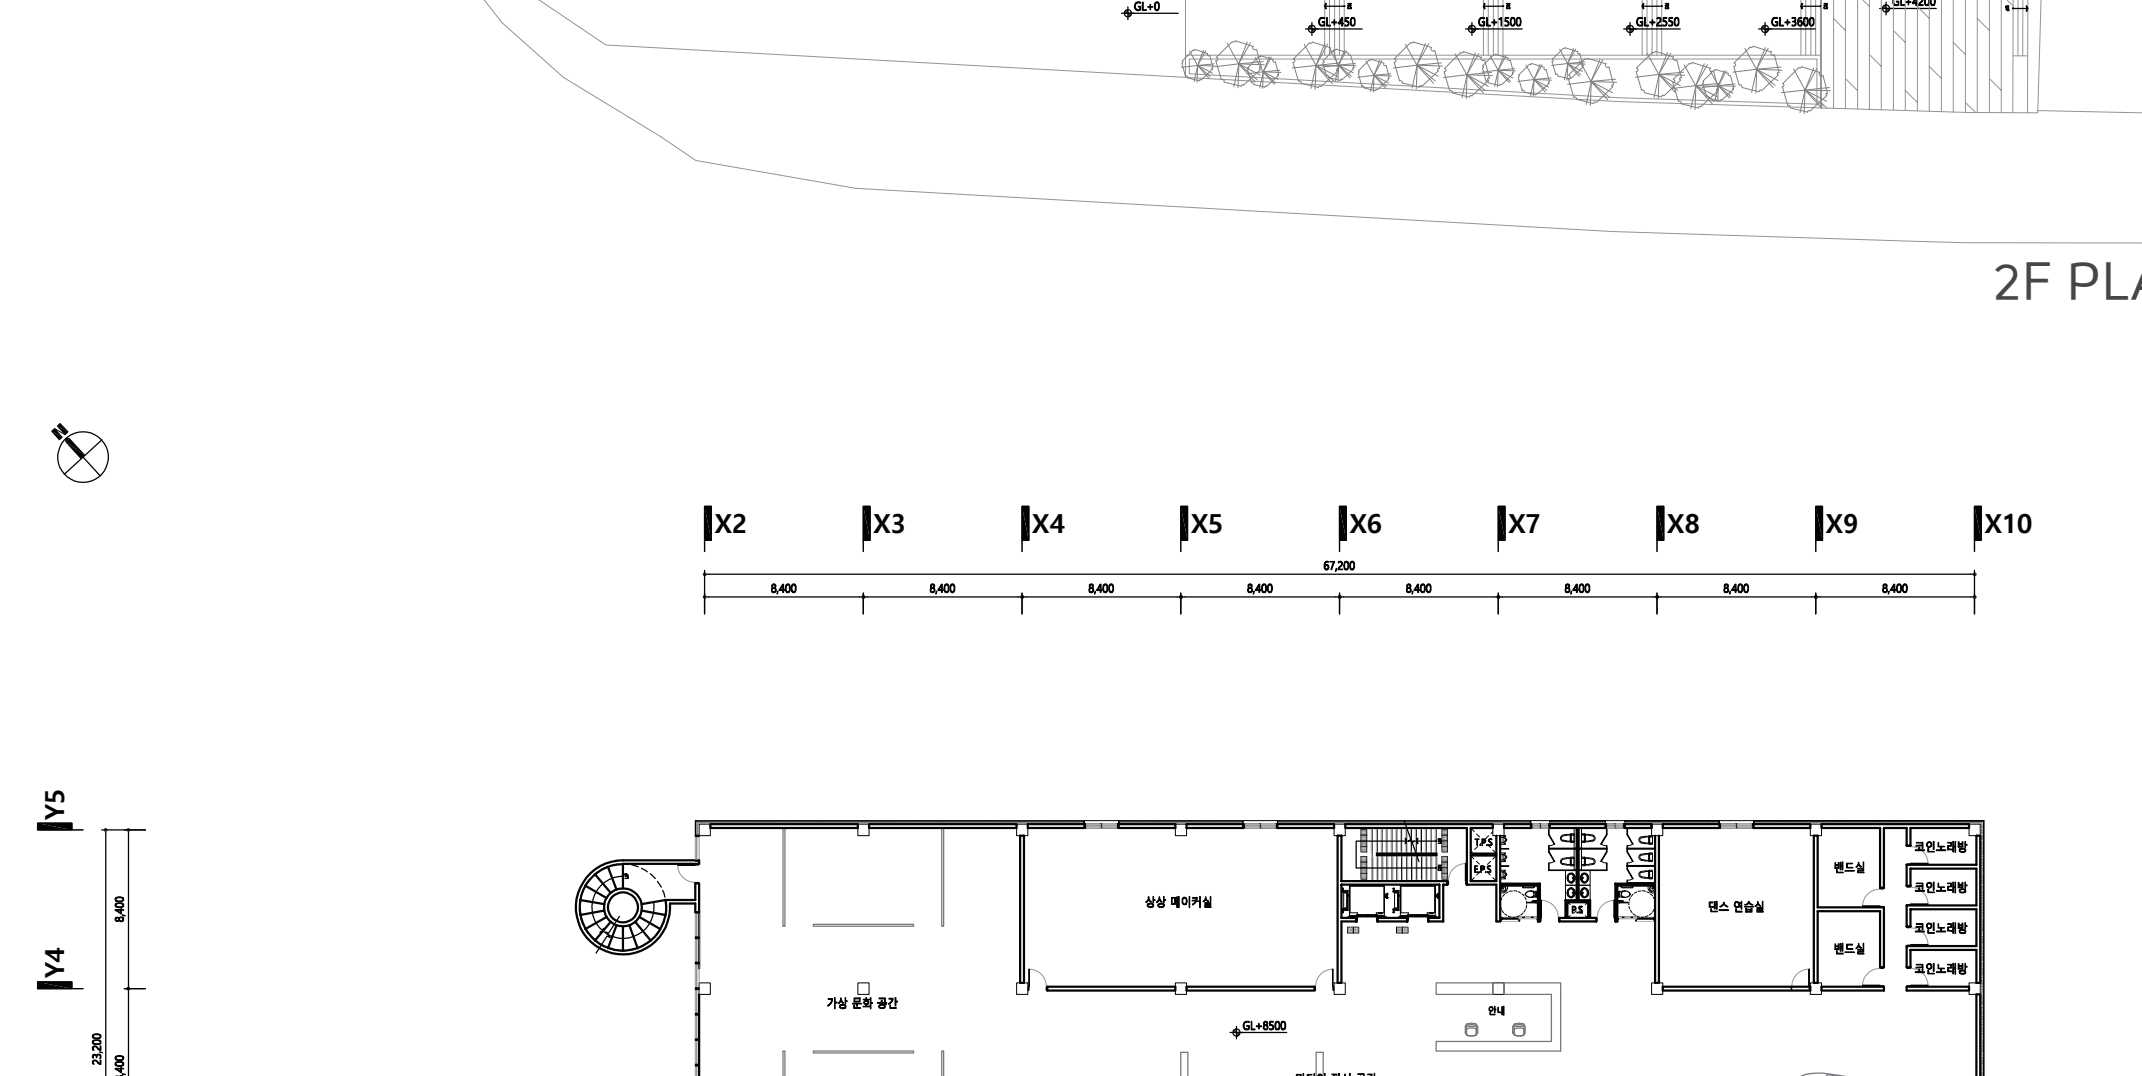 GL+0
GL+450
GL+1500
GL+2550
GL+3600
GL+4200
2F PLA
N
X2
X3
X4
X5
X6
X7
X8
X9
X10
67,200
8,400
8,400
8,400
8,400
8,400
8,400
8,400
8,400
Y5
Y4
8,400
23,200
T.P.S
E.P.S
P.S
상상 메이커실
댄스 연습실
밴드실
밴드실
코인노래방
코인노래방
코인노래방
코인노래방
가상 문화 공간
안내
GL+8500